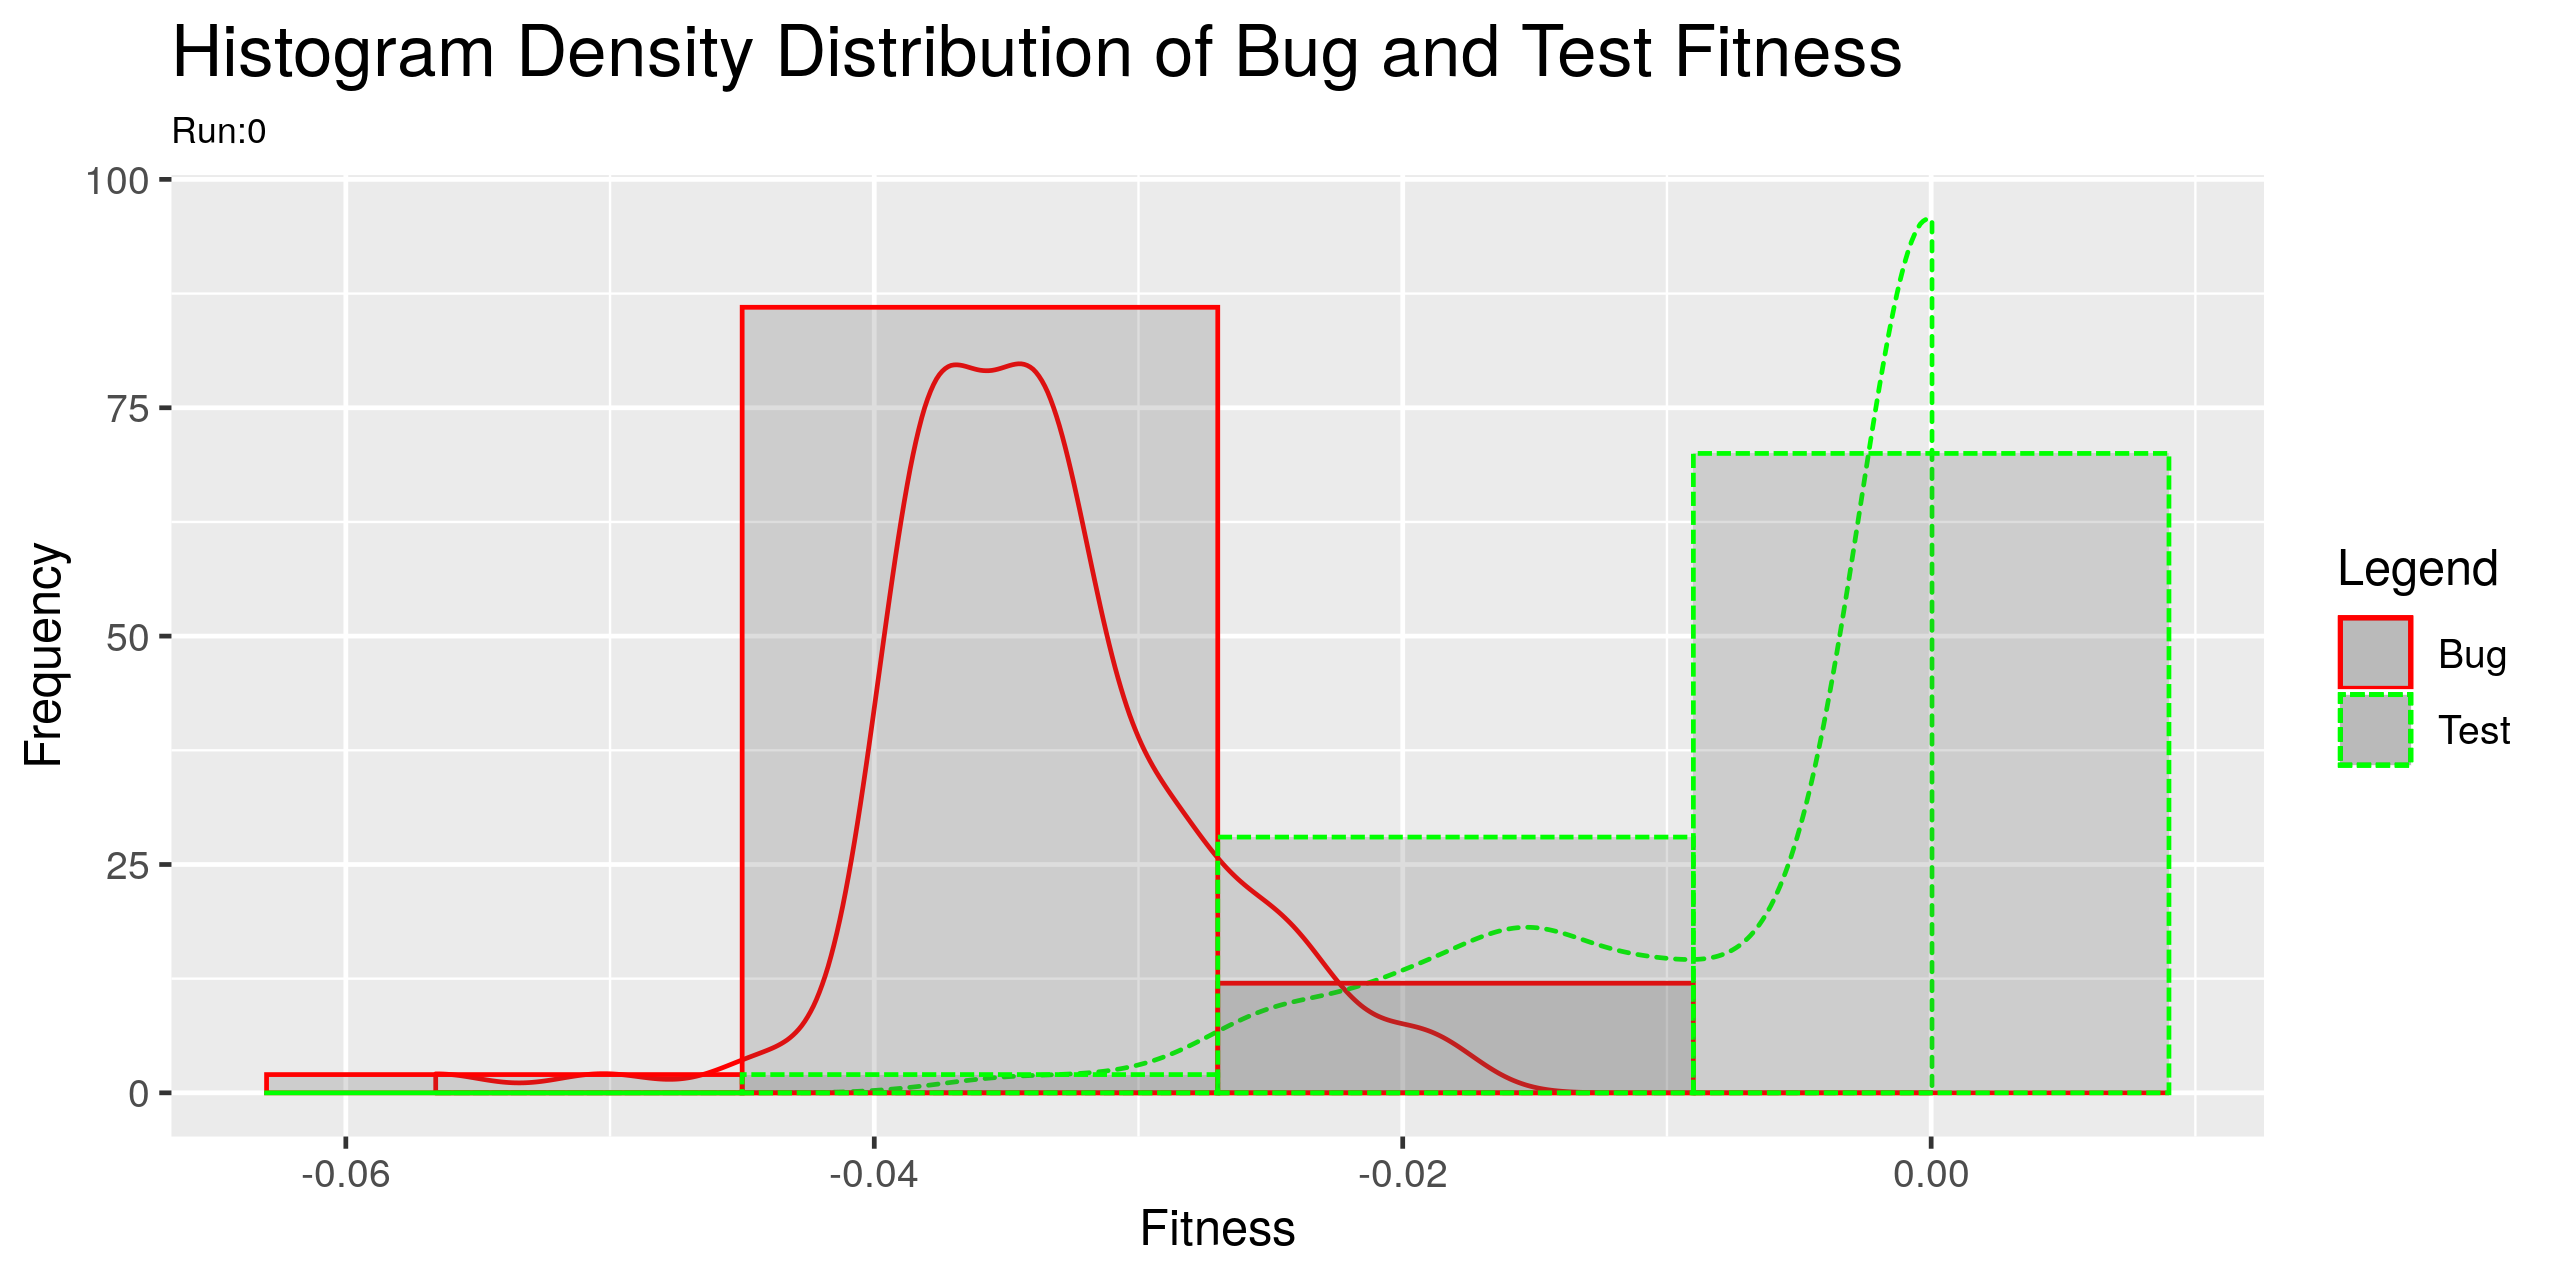 Histogram Density Distribution of Bug and Test Fitness
Run:0
100
75
50
25
0
Frequency
-0.06
-0.04
-0.02
0.00
Fitness
Legend
Bug
Test